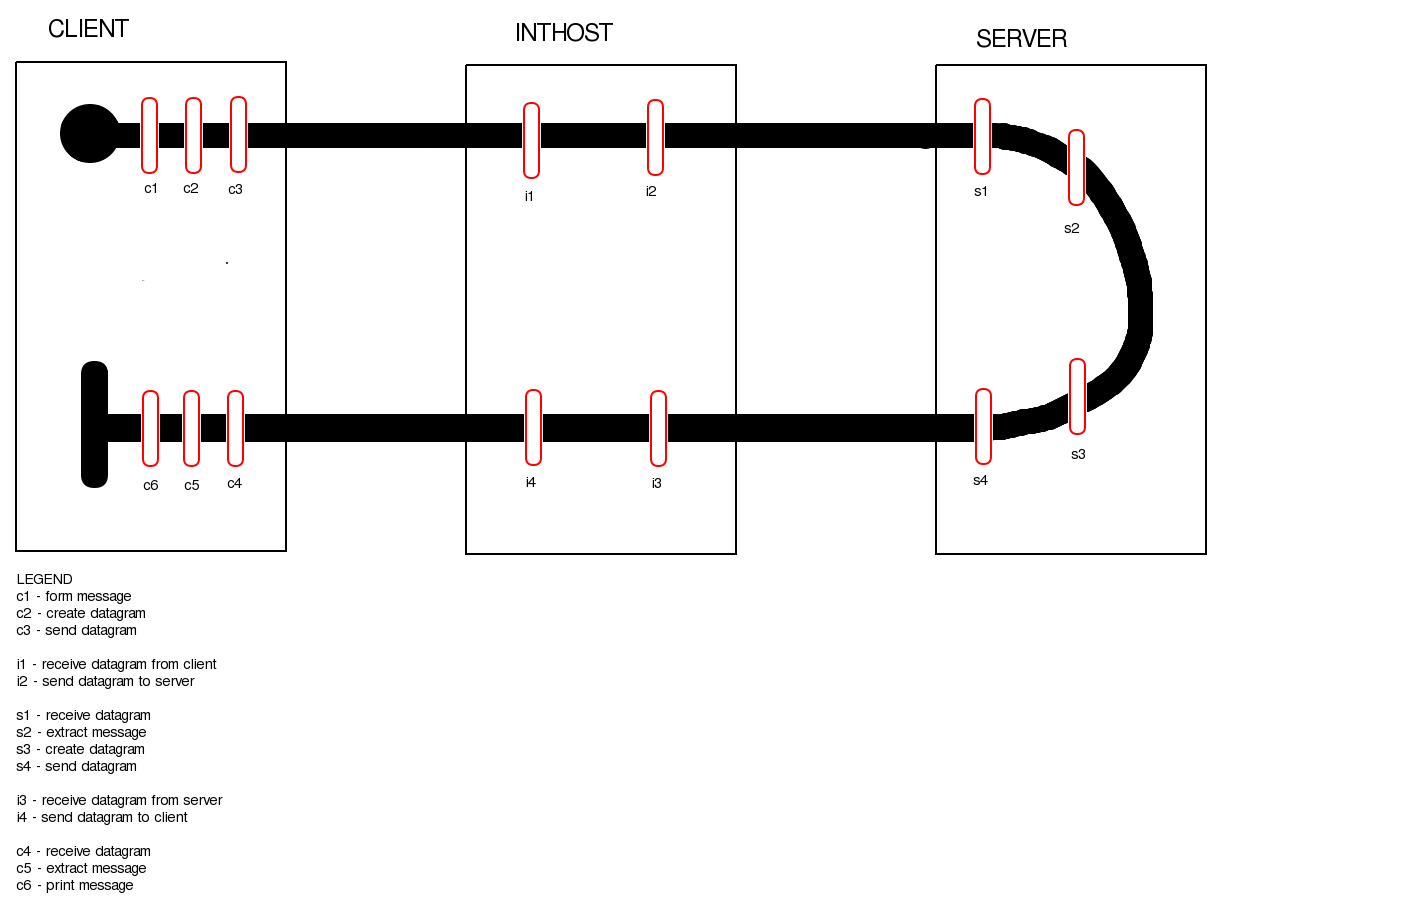 CLIENT
INTHOST
SERVER
c1
c2
c3
i1
i2
s1
s2
c6
c5
c4
i4
i3
s4
s3
LEGEND
c1 - form message
c2 - create datagram
c3 - send datagram
i1 - receive datagram from client
i2 - send datagram to server
s1 - receive datagram
s2 - extract message
s3 - create datagram
s4 - send datagram
i3 - receive datagram from server
i4 - send datagram to client
c4 - receive datagram
c5 - extract message
c6 - print message